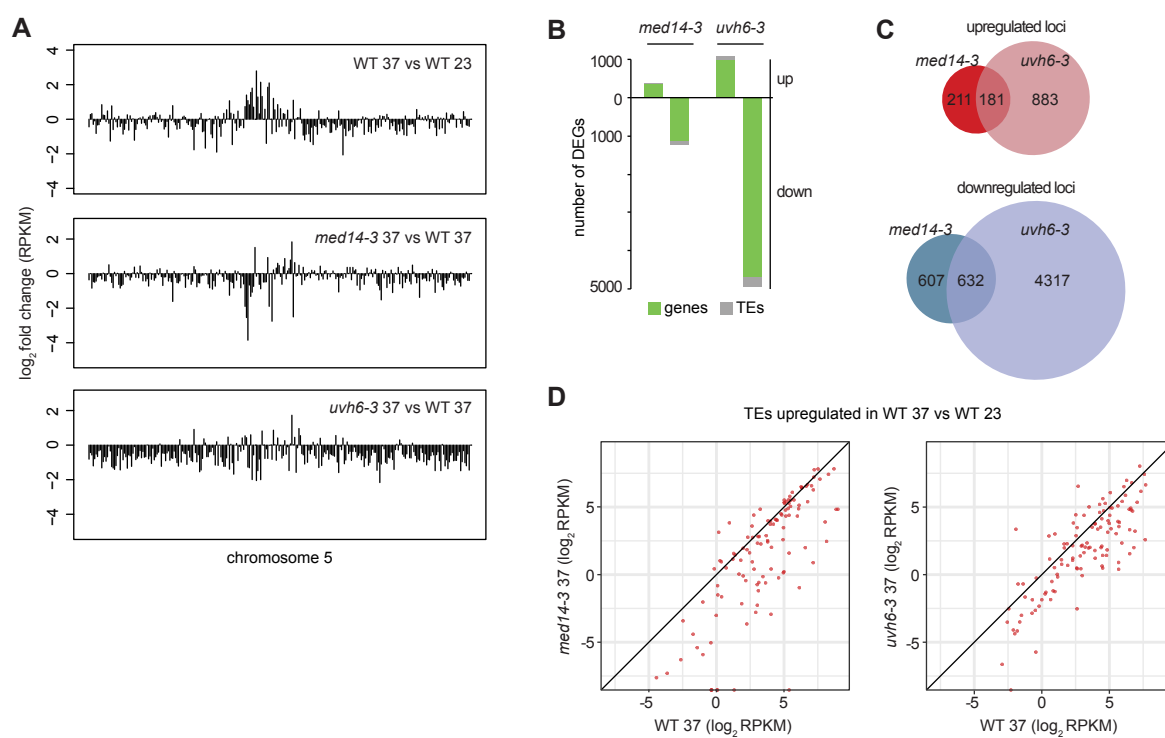 A
WT 37 vs WT 23
4
2
0
-2
-4
med14-3 37 vs WT 37
2
0
-2
-4
uvh6-3 37 vs WT 37
2
0
-2
-4
log2 fold change (RPKM)
chromosome 5
B
med14-3 uvh6-3
1000
0
1000
5000
number of DEGs
up
down
genes TEs
C
upregulated loci
med14-3 uvh6-3
211 181 883
downregulated loci
med14-3 uvh6-3
607 632 4317
D
TEs upregulated in WT 37 vs WT 23
med14-3 37 (log2 RPKM)
5
0
-5
-5 0 5
WT 37 (log2 RPKM)
uvh6-3 37 (log2 RPKM)
5
0
-5
-5 0 5
WT 37 (log2 RPKM)